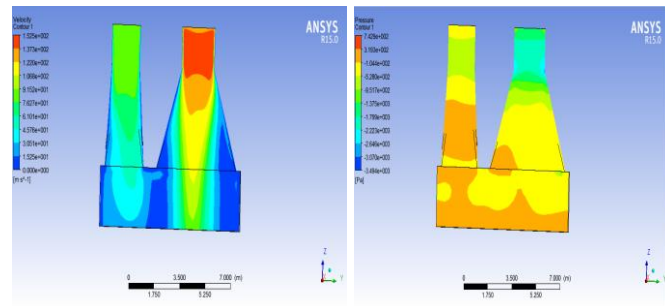 Velocity
Contour 1
1.525e+002
1.373e+002
1.220e+002
1.068e+002
9.152e+001
7.627e+001
6.101e+001
4.576e+001
3.051e+001
1.525e+001
0.000e+000
[m s^-1]
ANSYS
R15.0
0 3.500 7.000 (m)
1.750 5.250
Z
Y
Pressure
Contour 1
7.428e+002
3.193e+002
-1.044e+002
-5.280e+002
-9.517e+002
-1.375e+003
-1.799e+003
-2.223e+003
-2.646e+003
-3.070e+003
-3.494e+003
[Pa]
ANSYS
R15.0
0 3.500 7.000 (m)
1.750 5.250
Z
Y